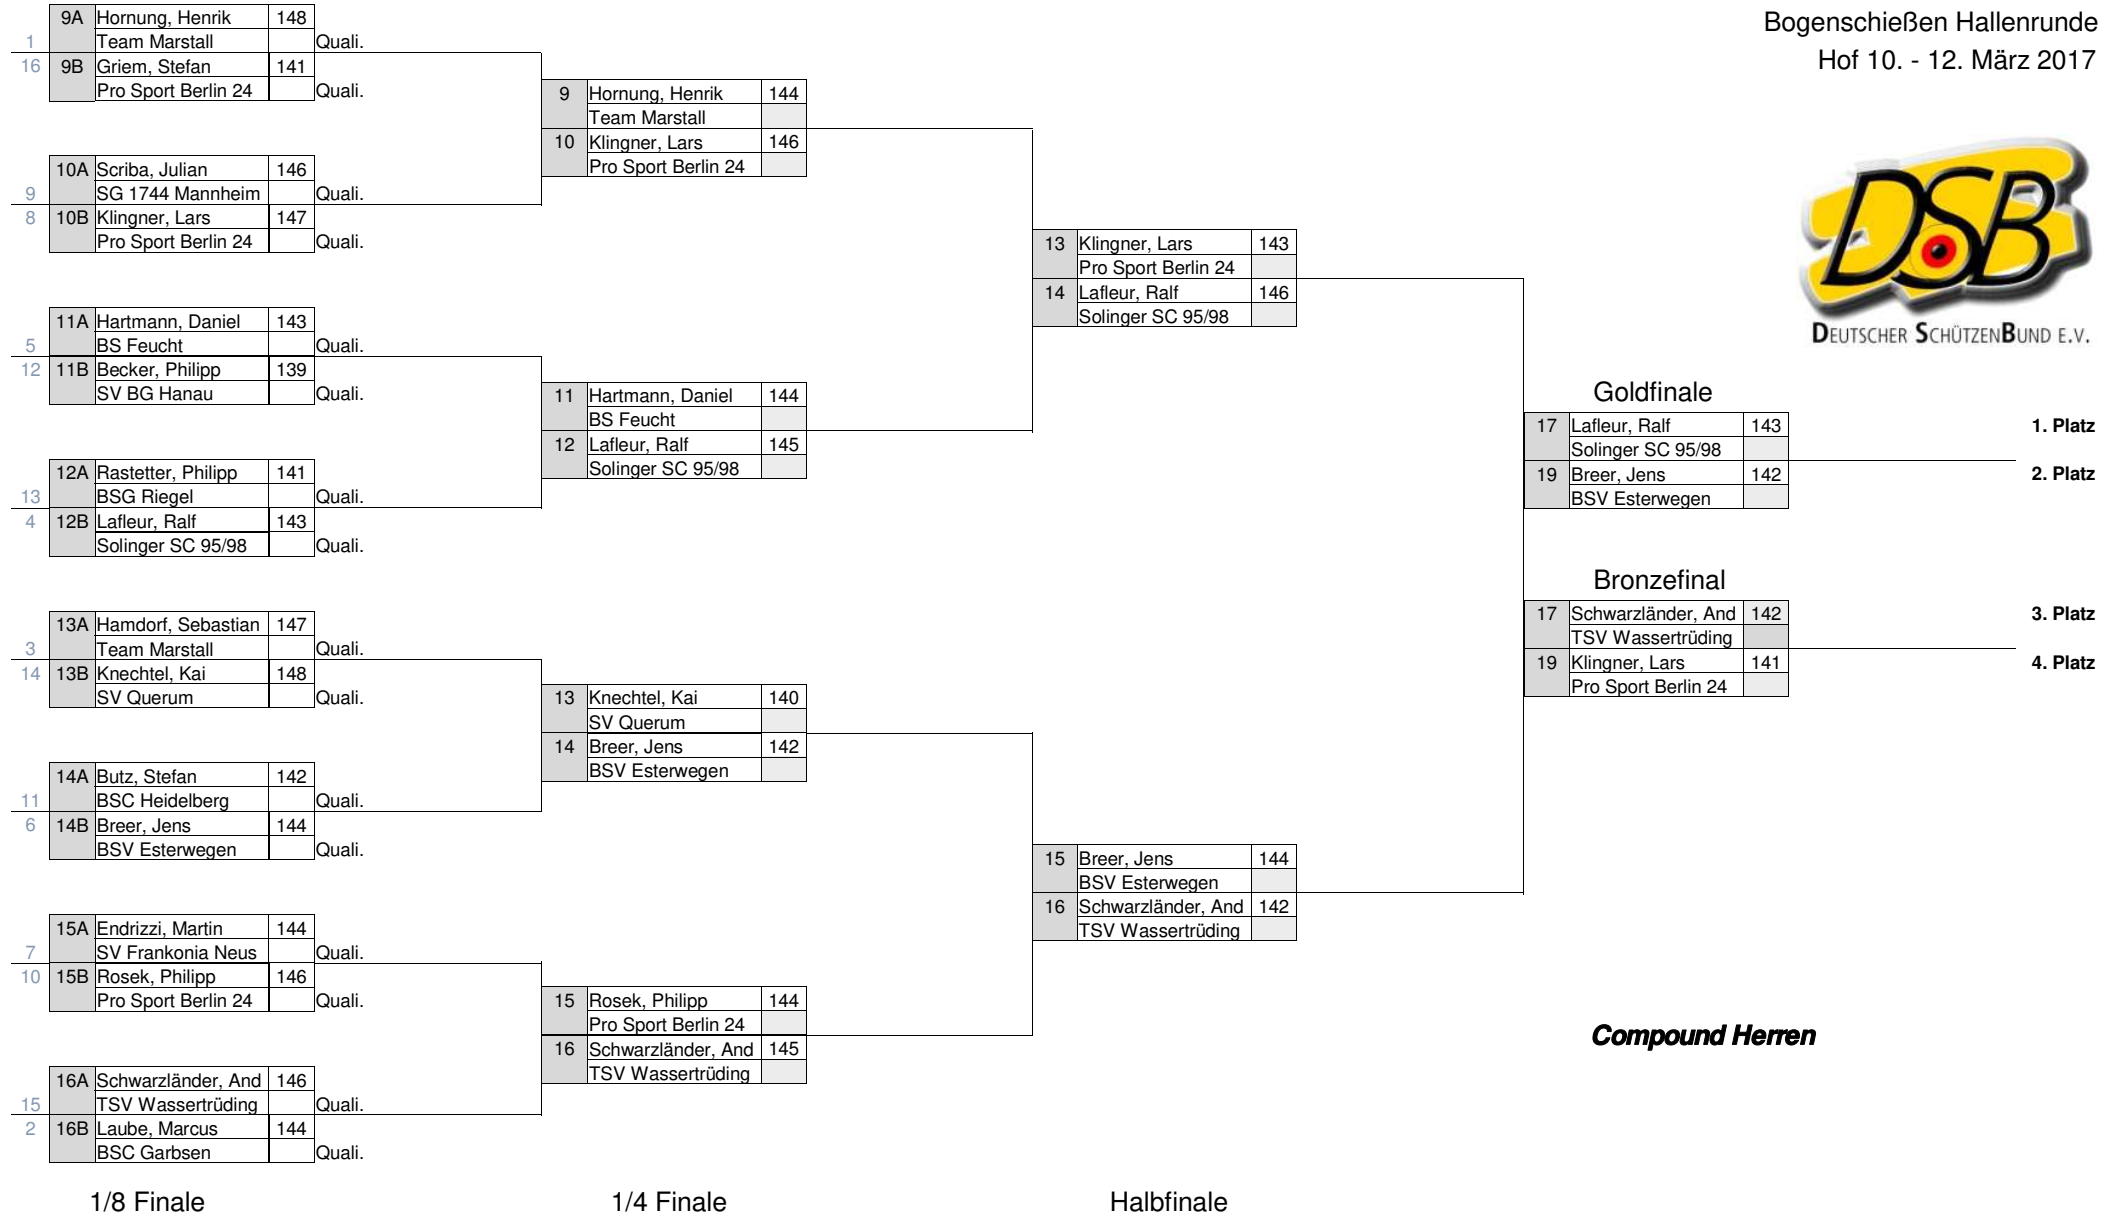 Bogenschießen Hallenrunde
Hof 10. - 12. März 2017
DSB
DEUTSCHER SCHÜTZENBUND E.V.
9A Hornung, Henrik 148
1 Team Marstall Quali.
16 9B Griem, Stefan 141
Pro Sport Berlin 24 Quali.
10A Scriba, Julian 146
9 SG 1744 Mannheim Quali.
8 10B Klingner, Lars 147
Pro Sport Berlin 24 Quali.
11A Hartmann, Daniel 143
5 BS Feucht Quali.
12 11B Becker, Philipp 139
SV BG Hanau Quali.
12A Rastetter, Philipp 141
13 BSG Riegel Quali.
4 12B Lafleur, Ralf 143
Solinger SC 95/98 Quali.
13A Hamdorf, Sebastian 147
3 Team Marstall Quali.
14 13B Knechtel, Kai 148
SV Querum Quali.
14A Butz, Stefan 142
11 BSC Heidelberg Quali.
6 14B Breer, Jens 144
BSV Esterwegen Quali.
15A Endrizzi, Martin 144
7 SV Frankonia Neus Quali.
10 15B Rosek, Philipp 146
Pro Sport Berlin 24 Quali.
16A Schwarzländer, And 146
15 TSV Wassertrüding Quali.
2 16B Laube, Marcus 144
BSC Garbsen Quali.
1/8 Finale
9 Hornung, Henrik 144
Team Marstall
10 Klingner, Lars 146
Pro Sport Berlin 24
11 Hartmann, Daniel 144
BS Feucht
12 Lafleur, Ralf 145
Solinger SC 95/98
13 Knechtel, Kai 140
SV Querum
14 Breer, Jens 142
BSV Esterwegen
15 Rosek, Philipp 144
Pro Sport Berlin 24
16 Schwarzländer, And 145
TSV Wassertrüding
1/4 Finale
13 Klingner, Lars 143
Pro Sport Berlin 24
14 Lafleur, Ralf 146
Solinger SC 95/98
15 Breer, Jens 144
BSV Esterwegen
16 Schwarzländer, And 142
TSV Wassertrüding
Halbfinale
Goldfinale
17 Lafleur, Ralf 143 1. Platz
Solinger SC 95/98
19 Breer, Jens 142 2. Platz
BSV Esterwegen
Bronzefinal
17 Schwarzländer, And 142 3. Platz
TSV Wassertrüding
19 Klingner, Lars 141 4. Platz
Pro Sport Berlin 24
Compound Herren